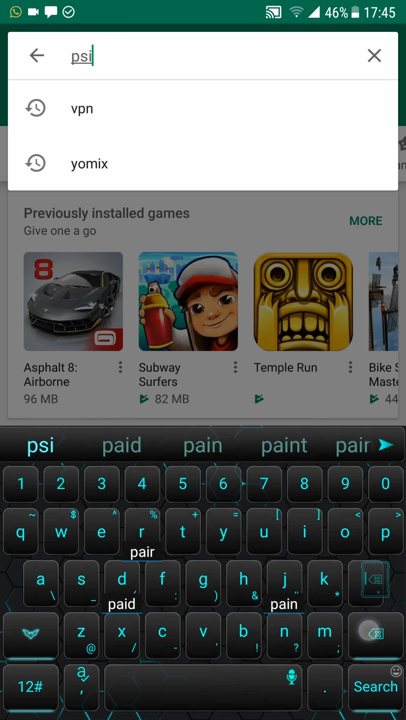 46% 17:45
psi
vpn
yomix
Previously installed games
Give one a go
MORE
8
Asphalt 8:
Airborne
96 MB
Subway
Surfers
82 MB
Temple Run
Bike S
Maste
44
psi paid pain paint pair
1 2 3 4 5 6 7 8 9 0
~ $ ^ % + = [ ] < >
q w e r t y u i o p
pair
a s d f g h j k l
\ _ : ) & *
paid pain
z x c v b n m
@ / - ' ! ? ;
12# a , . Search